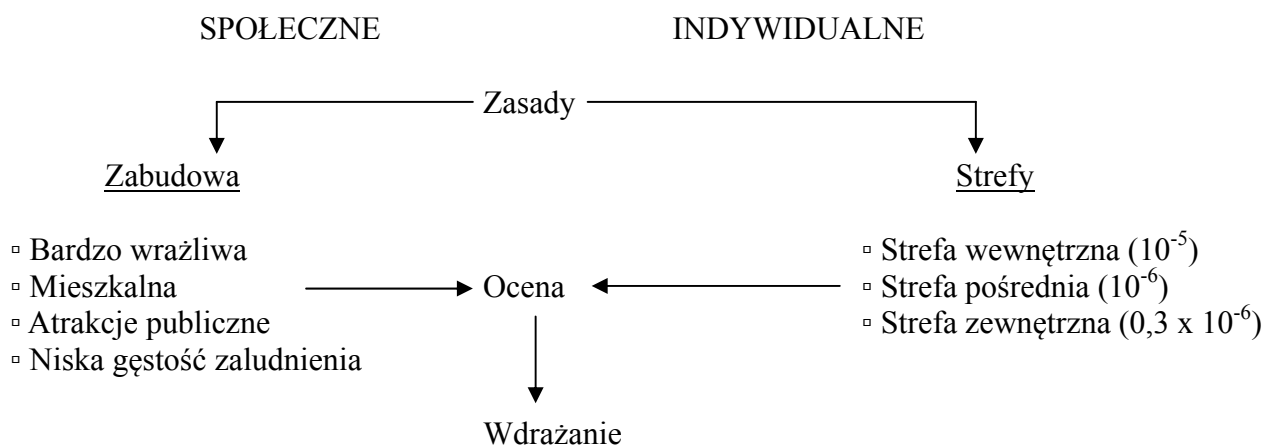 SPOŁECZNE INDYWIDUALNE
Zasady
Zabudowa Strefy
▫ Bardzo wrażliwa ▫ Strefa wewnętrzna (10⁻⁵)
▫ Mieszkalna Ocena ▫ Strefa pośrednia (10⁻⁶)
▫ Atrakcje publiczne ▫ Strefa zewnętrzna (0,3 x 10⁻⁶)
▫ Niska gęstość zaludnienia
Wdrażanie